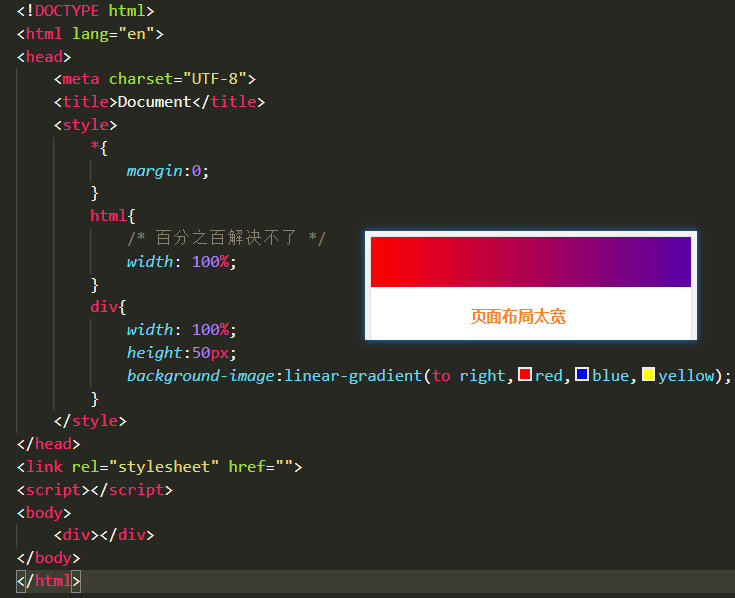 <!DOCTYPE html>
<html lang="en">
<head>
    <meta charset="UTF-8">
    <title>Document</title>
    <style>
        *{
            margin:0;
        }
        html{
            /* 百分之百解决不了 */
            width: 100%;
        }
        div{
            width: 100%;
            height:50px;
页面布局太宽
            background-image:linear-gradient(to right,red,blue,yellow);
        }
    </style>
</head>
<link rel="stylesheet" href="">
<script></script>
<body>
    <div></div>
</body>
</html>